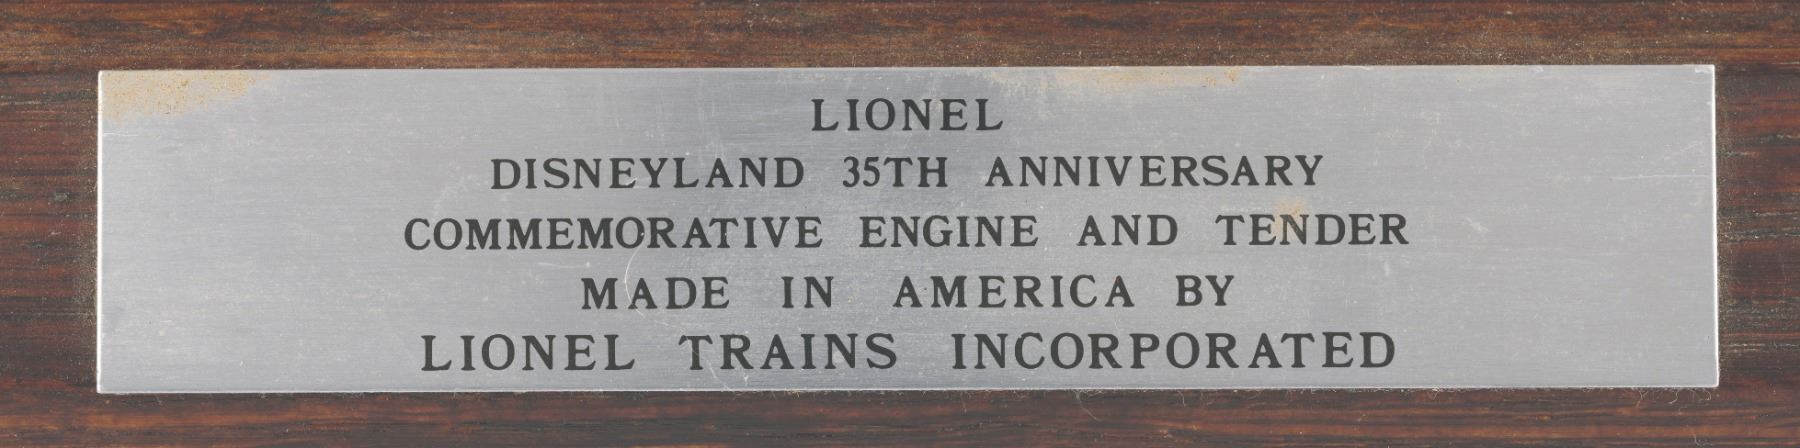 LIONEL
DISNEYLAND 35TH ANNIVERSARY
COMMEMORATIVE ENGINE AND TENDER
MADE IN AMERICA BY
LIONEL TRAINS INCORPORATED